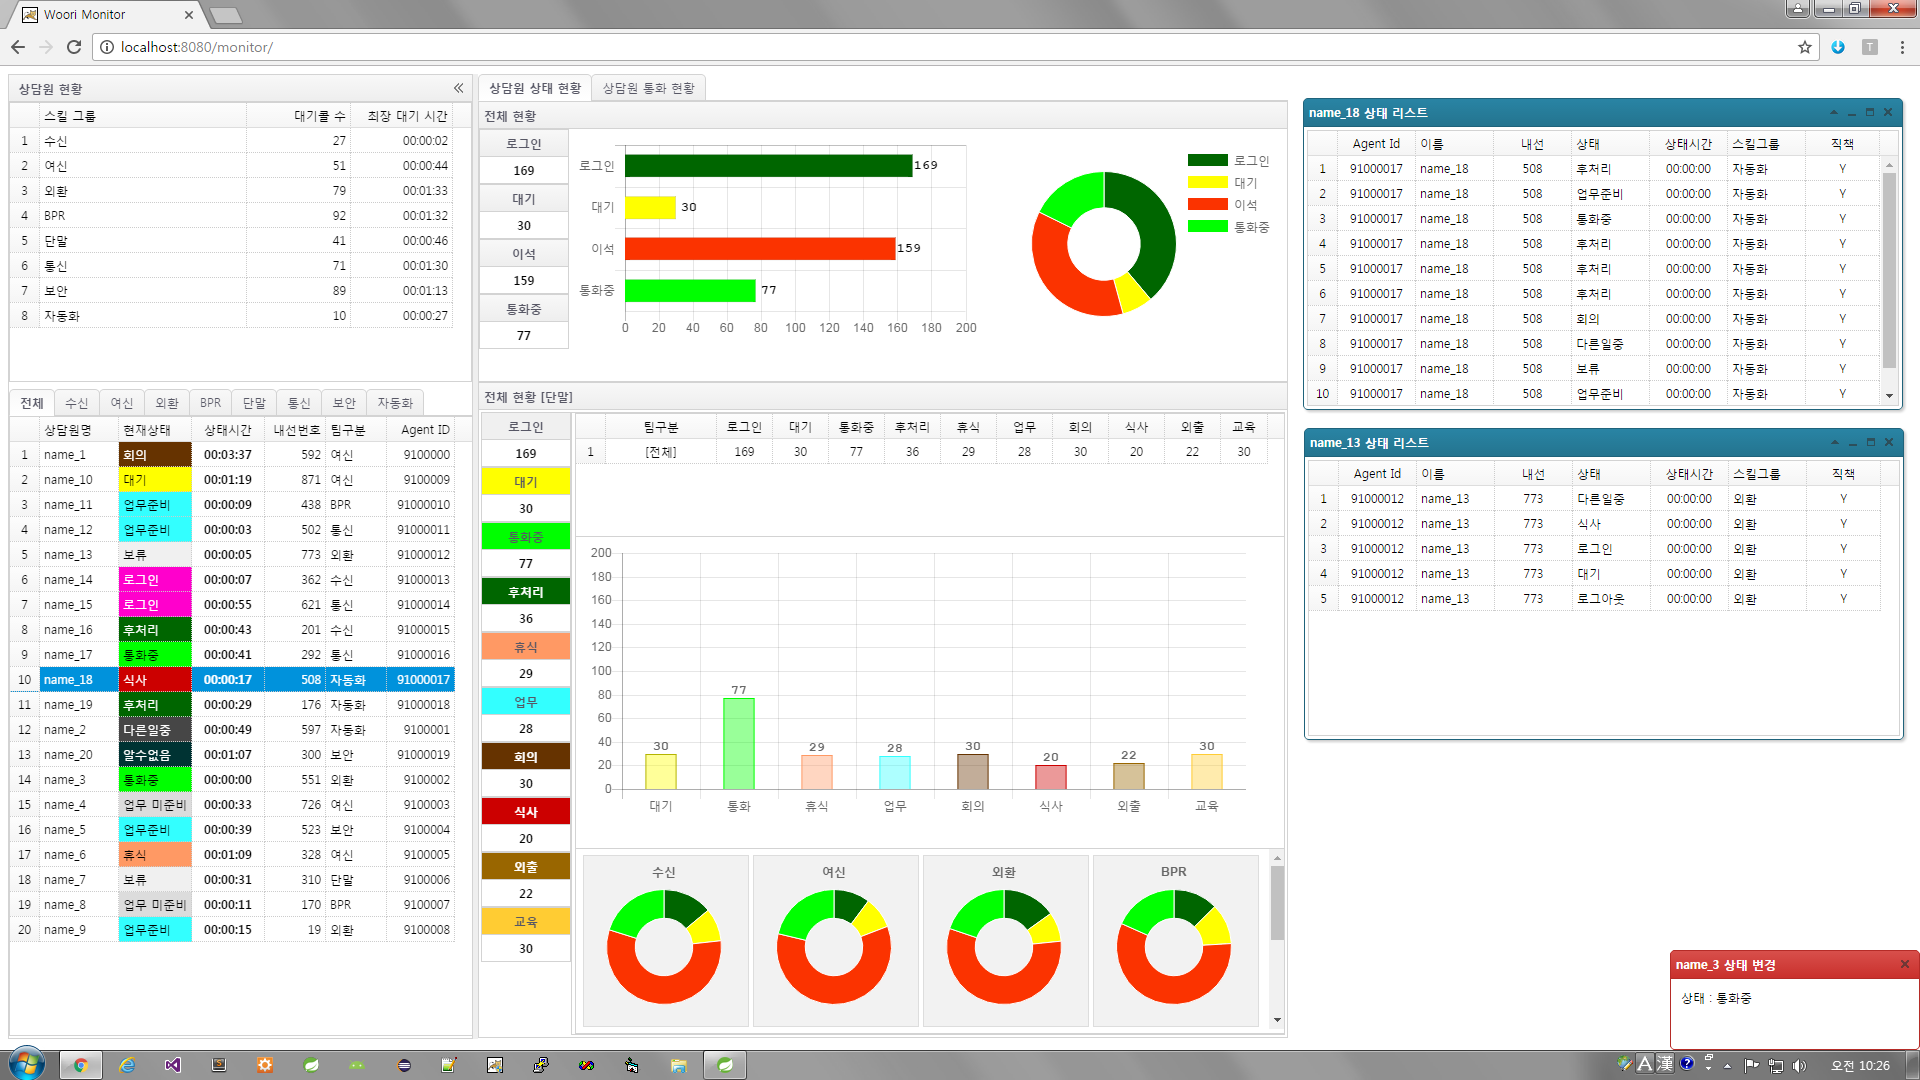 Woori Monitor
localhost:8080/monitor/
상담원 현황
스킬 그룹 대기콜 수 최장 대기 시간
1 수신 27 00:00:02
2 여신 51 00:00:44
3 외환 79 00:01:33
4 BPR 92 00:01:32
5 단말 41 00:00:46
6 통신 71 00:01:30
7 보안 89 00:01:13
8 자동화 10 00:00:27
전체 수신 여신 외환 BPR 단말 통신 보안 자동화
상담원명 현재상태 상태시간 내선번호 팀구분 Agent ID
1 name_1 회의 00:03:37 592 여신 9100000
2 name_10 대기 00:01:19 871 여신 9100009
3 name_11 업무준비 00:00:09 438 BPR 91000010
4 name_12 업무준비 00:00:03 502 통신 91000011
5 name_13 보류 00:00:05 773 외환 91000012
6 name_14 로그인 00:00:07 362 수신 91000013
7 name_15 로그인 00:00:55 621 통신 91000014
8 name_16 후처리 00:00:43 201 수신 91000015
9 name_17 통화중 00:00:41 292 통신 91000016
10 name_18 식사 00:00:17 508 자동화 91000017
11 name_19 후처리 00:00:29 176 자동화 91000018
12 name_2 다른일중 00:00:49 597 자동화 9100001
13 name_20 알수없음 00:01:07 300 보안 91000019
14 name_3 통화중 00:00:00 551 외환 9100002
15 name_4 업무 미준비 00:00:33 726 여신 9100003
16 name_5 업무준비 00:00:39 523 보안 9100004
17 name_6 휴식 00:01:09 328 여신 9100005
18 name_7 보류 00:00:31 310 단말 9100006
19 name_8 업무 미준비 00:00:11 170 BPR 9100007
20 name_9 업무준비 00:00:15 19 외환 9100008
상담원 상태 현황 상담원 통화 현황
전체 현황
로그인
169
대기
30
이석
159
통화중
77
로그인 169
대기 30
이석 159
통화중 77
0 20 40 60 80 100 120 140 160 180 200
로그인
대기
이석
통화중
전체 현황 [단말]
로그인
169
대기
30
통화중
77
후처리
36
휴식
29
업무
28
회의
30
식사
20
외출
22
교육
30
팀구분 로그인 대기 통화중 후처리 휴식 업무 회의 식사 외출 교육
1 [전체] 169 30 77 36 29 28 30 20 22 30
200
180
160
140
120
100
80
60
40
20
0
30 77 29 28 30 20 22 30
대기 통화 휴식 업무 회의 식사 외출 교육
수신 여신 외환 BPR
name_18 상태 리스트
Agent Id 이름 내선 상태 상태시간 스킬그룹 직책
1 91000017 name_18 508 후처리 00:00:00 자동화 Y
2 91000017 name_18 508 업무준비 00:00:00 자동화 Y
3 91000017 name_18 508 통화중 00:00:00 자동화 Y
4 91000017 name_18 508 후처리 00:00:00 자동화 Y
5 91000017 name_18 508 후처리 00:00:00 자동화 Y
6 91000017 name_18 508 후처리 00:00:00 자동화 Y
7 91000017 name_18 508 회의 00:00:00 자동화 Y
8 91000017 name_18 508 다른일중 00:00:00 자동화 Y
9 91000017 name_18 508 보류 00:00:00 자동화 Y
10 91000017 name_18 508 업무준비 00:00:00 자동화 Y
name_13 상태 리스트
Agent Id 이름 내선 상태 상태시간 스킬그룹 직책
1 91000012 name_13 773 다른일중 00:00:00 외환 Y
2 91000012 name_13 773 식사 00:00:00 외환 Y
3 91000012 name_13 773 로그인 00:00:00 외환 Y
4 91000012 name_13 773 대기 00:00:00 외환 Y
5 91000012 name_13 773 로그아웃 00:00:00 외환 Y
name_3 상태 변경
상태 : 통화중
A 漢 오전 10:26